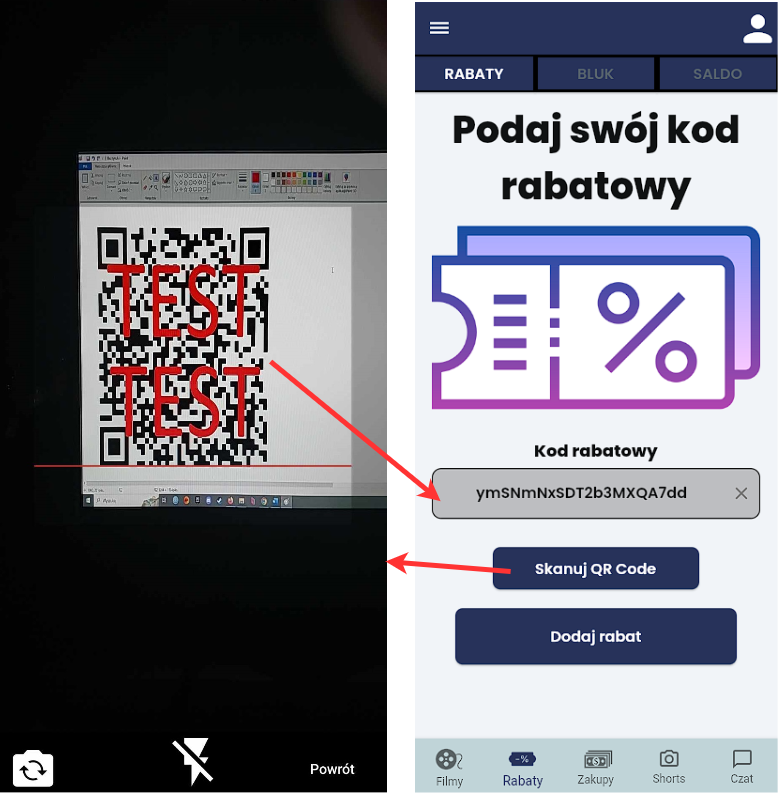 TEST
TEST
Powrót
RABATY
BLUK
SALDO
Podaj swój kod
rabatowy
%
Kod rabatowy
ymSNmNxSDT2b3MXQA7dd
Skanuj QR Code
Dodaj rabat
-%
Filmy
Rabaty
Zakupy
Shorts
Czat